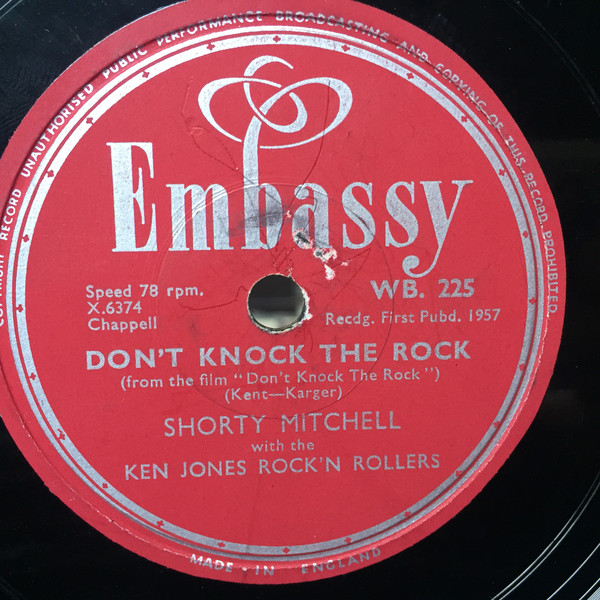 COPYRIGHT RECORD UNAUTHORISED PUBLIC PERFORMANCE BROADCASTING AND COPYING OF THIS RECORD PROHIBITED
Embassy
Speed 78 rpm.
WB. 225
X.6374
Chappell
Recdg. First Pubd. 1957
DON'T KNOCK THE ROCK
(from the film "Don't Knock The Rock")
(Kent—Karger)
SHORTY MITCHELL
with the
KEN JONES ROCK'N ROLLERS
MADE · IN ENGLAND